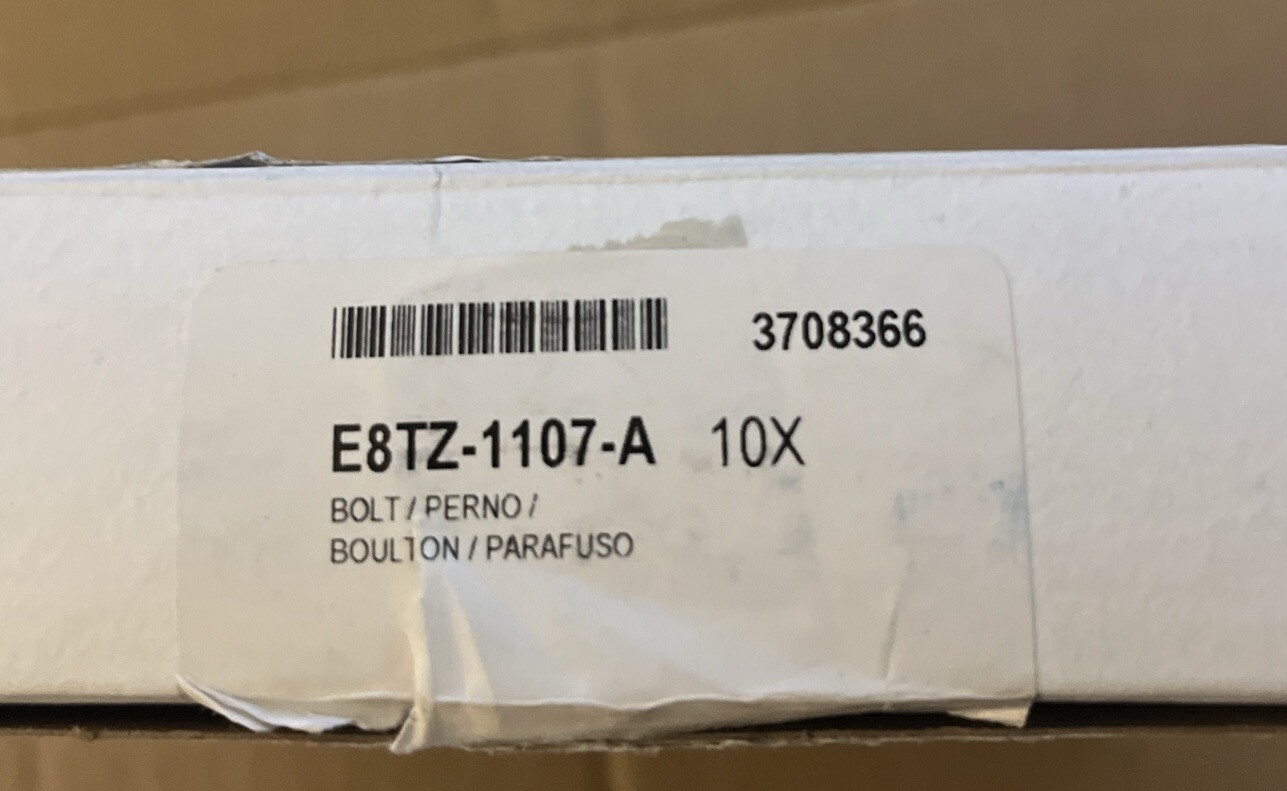 3708366
E8TZ-1107-A 10X
BOLT / PERNO /
BOULTON / PARAFUSO